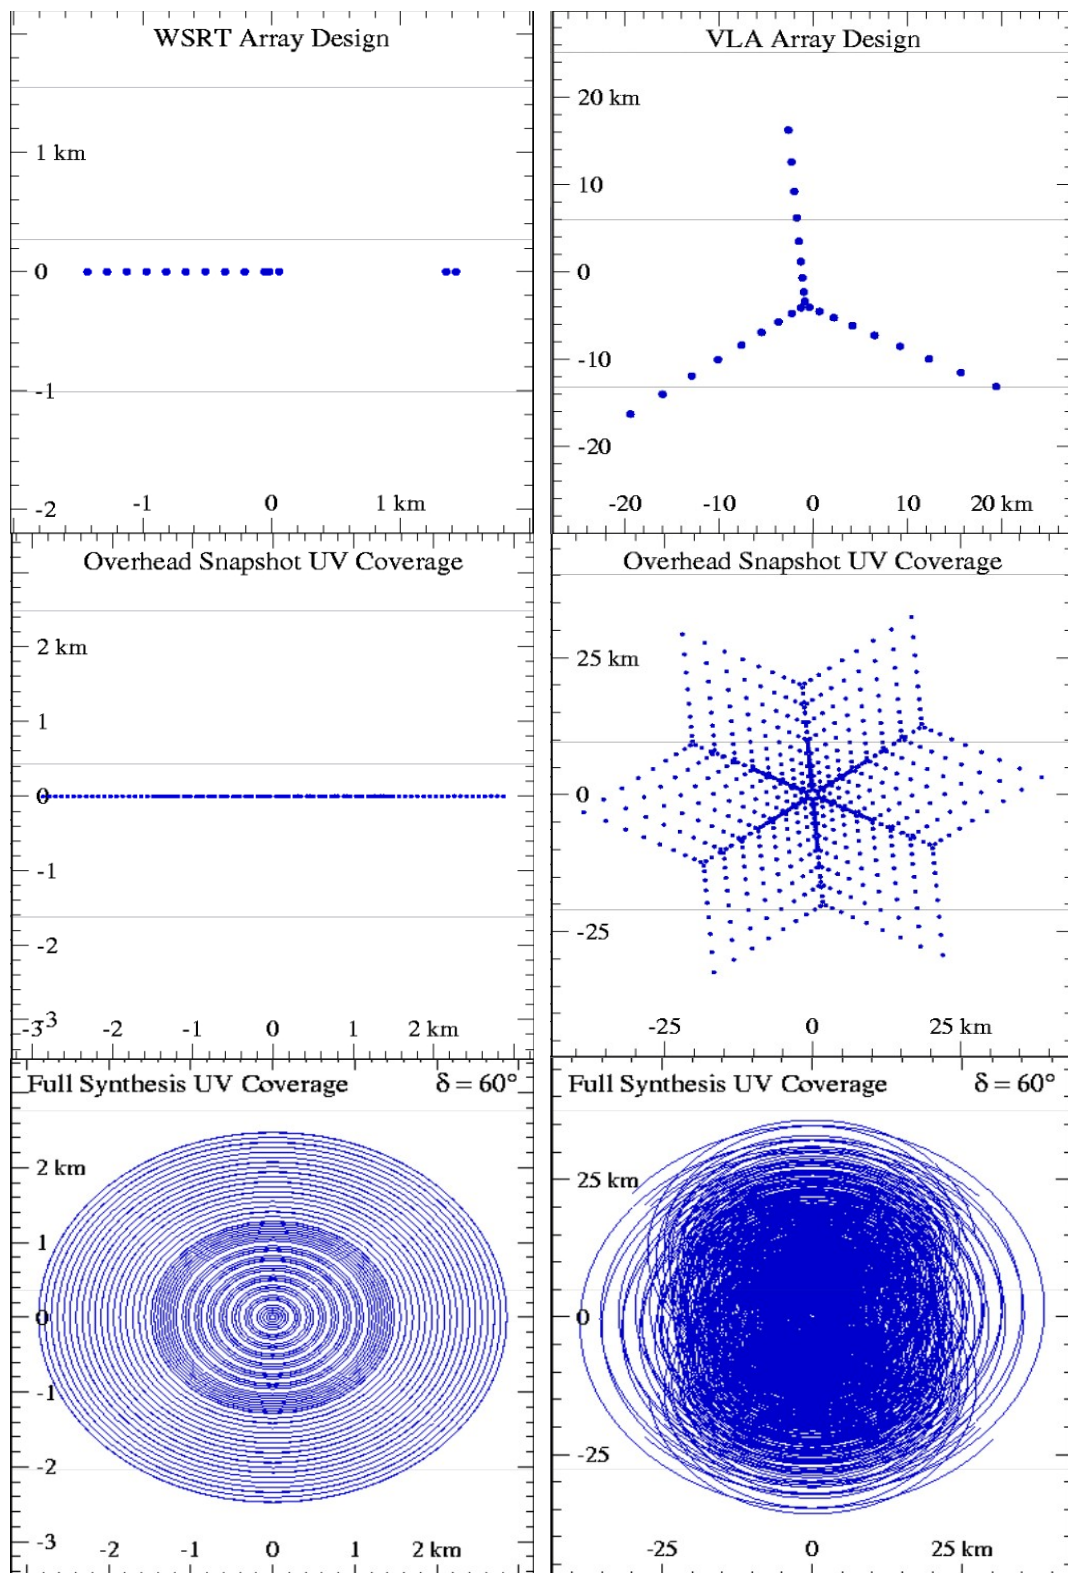 WSRT Array Design
1 km
0
-1
-2
-1 0 1 km
VLA Array Design
20 km
10
0
-10
-20
-20 -10 0 10 20 km
Overhead Snapshot UV Coverage
2 km
1
0
-1
-2
-3
-3 -2 -1 0 1 2 km
Overhead Snapshot UV Coverage
25 km
0
-25
-25 0 25 km
Full Synthesis UV Coverage δ = 60°
2 km
1
0
-1
-2
-3
-2 -1 0 1 2 km
Full Synthesis UV Coverage δ = 60°
25 km
0
-25
-25 0 25 km